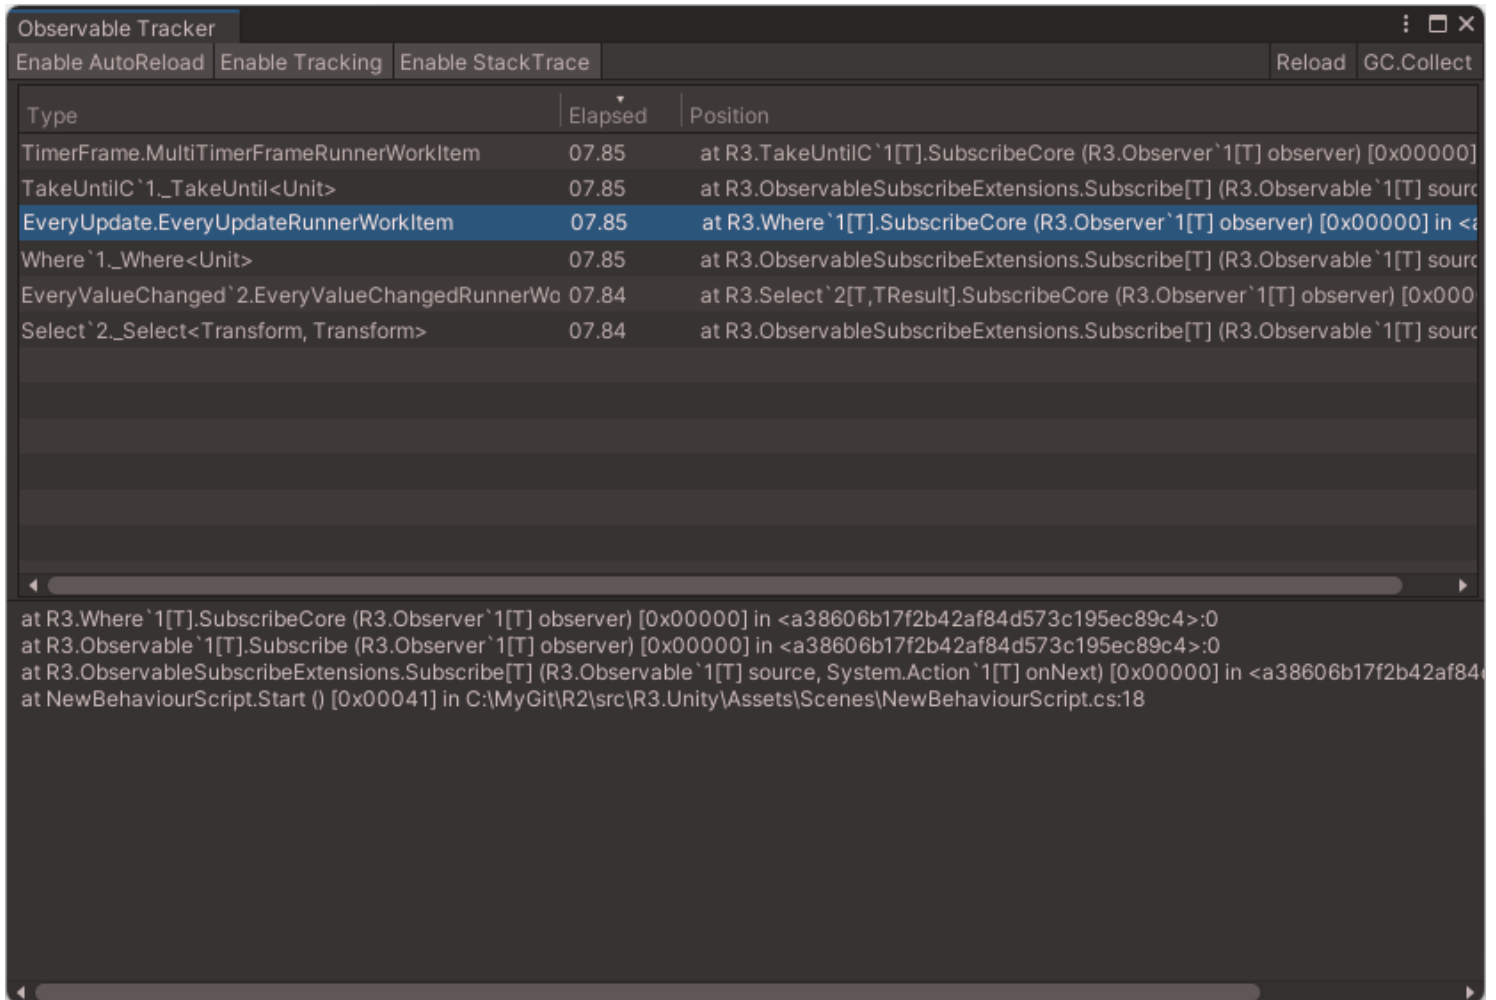 Observable Tracker
Enable AutoReload Enable Tracking Enable StackTrace Reload GC.Collect
Type Elapsed Position
TimerFrame.MultiTimerFrameRunnerWorkItem 07.85 at R3.TakeUntilC`1[T].SubscribeCore (R3.Observer`1[T] observer) [0x00000]
TakeUntilC`1._TakeUntil<Unit> 07.85 at R3.ObservableSubscribeExtensions.Subscribe[T] (R3.Observable`1[T] sourc
EveryUpdate.EveryUpdateRunnerWorkItem 07.85 at R3.Where`1[T].SubscribeCore (R3.Observer`1[T] observer) [0x00000] in <a
Where`1._Where<Unit> 07.85 at R3.ObservableSubscribeExtensions.Subscribe[T] (R3.Observable`1[T] sourc
EveryValueChanged`2.EveryValueChangedRunnerWo 07.84 at R3.Select`2[T,TResult].SubscribeCore (R3.Observer`1[T] observer) [0x000
Select`2._Select<Transform, Transform> 07.84 at R3.ObservableSubscribeExtensions.Subscribe[T] (R3.Observable`1[T] sourc
at R3.Where`1[T].SubscribeCore (R3.Observer`1[T] observer) [0x00000] in <a38606b17f2b42af84d573c195ec89c4>:0
at R3.Observable`1[T].Subscribe (R3.Observer`1[T] observer) [0x00000] in <a38606b17f2b42af84d573c195ec89c4>:0
at R3.ObservableSubscribeExtensions.Subscribe[T] (R3.Observable`1[T] source, System.Action`1[T] onNext) [0x00000] in <a38606b17f2b42af84
at NewBehaviourScript.Start () [0x00041] in C:\MyGit\R2\src\R3.Unity\Assets\Scenes\NewBehaviourScript.cs:18